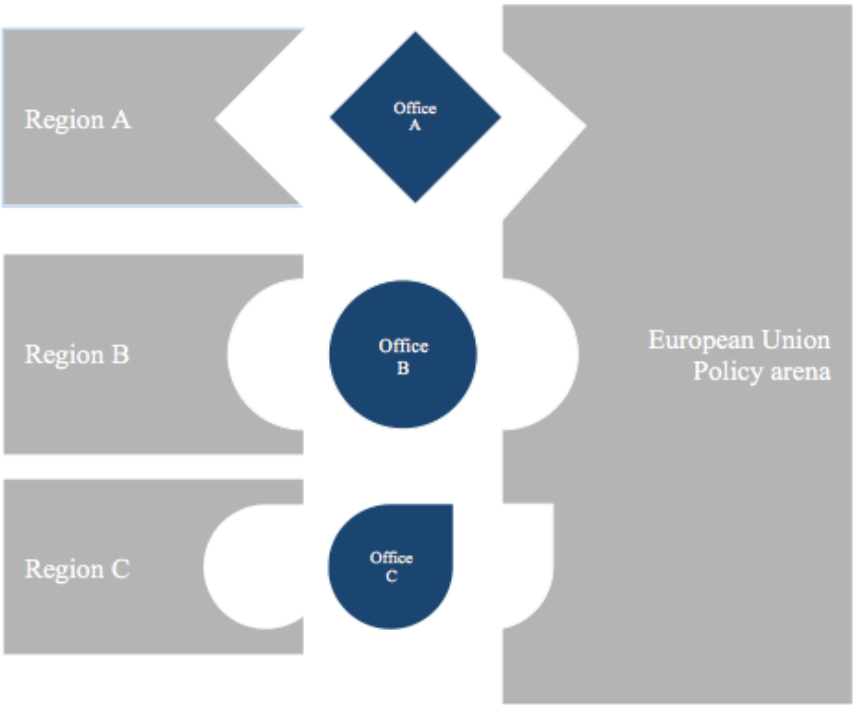 Region A
Office
A
Region B
Office
B
European Union
Policy arena
Region C
Office
C